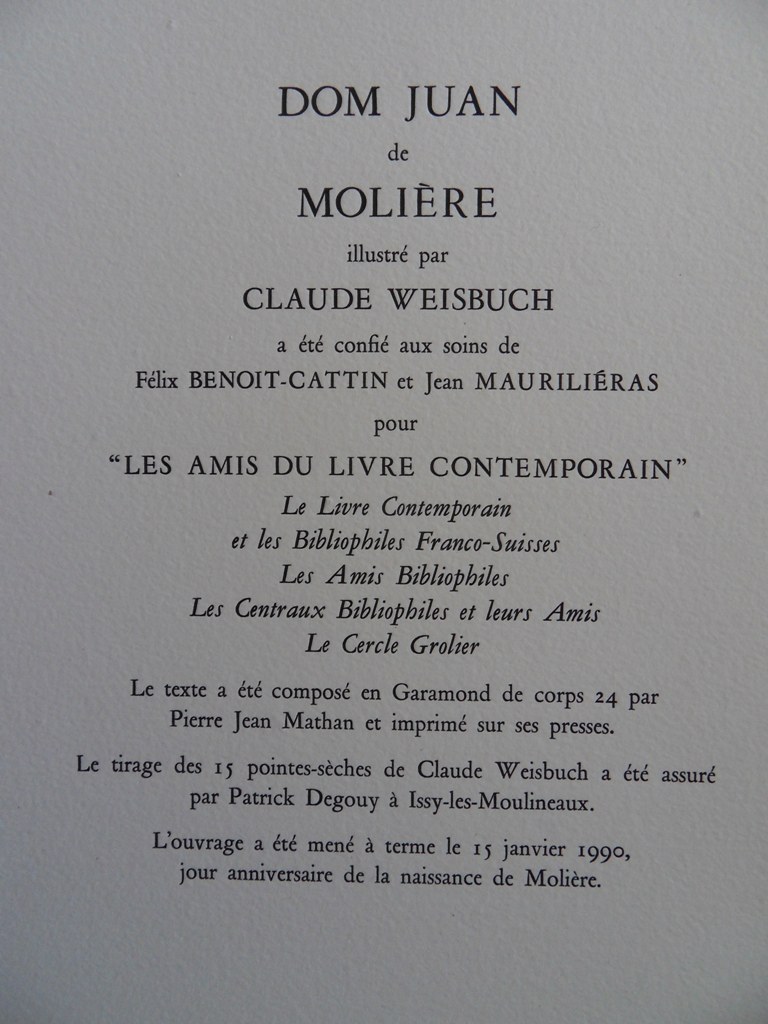 DOM JUAN
de
MOLIÈRE
illustré par
CLAUDE WEISBUCH
a été confié aux soins de
Félix BENOIT-CATTIN et Jean MAURILIÉRAS
pour
“LES AMIS DU LIVRE CONTEMPORAIN”
Le Livre Contemporain
et les Bibliophiles Franco-Suisses
Les Amis Bibliophiles
Les Centraux Bibliophiles et leurs Amis
Le Cercle Grolier
Le texte a été composé en Garamond de corps 24 par
Pierre Jean Mathan et imprimé sur ses presses.
Le tirage des 15 pointes-sèches de Claude Weisbuch a été assuré
par Patrick Degouy à Issy-les-Moulineaux.
L’ouvrage a été mené à terme le 15 janvier 1990,
jour anniversaire de la naissance de Molière.